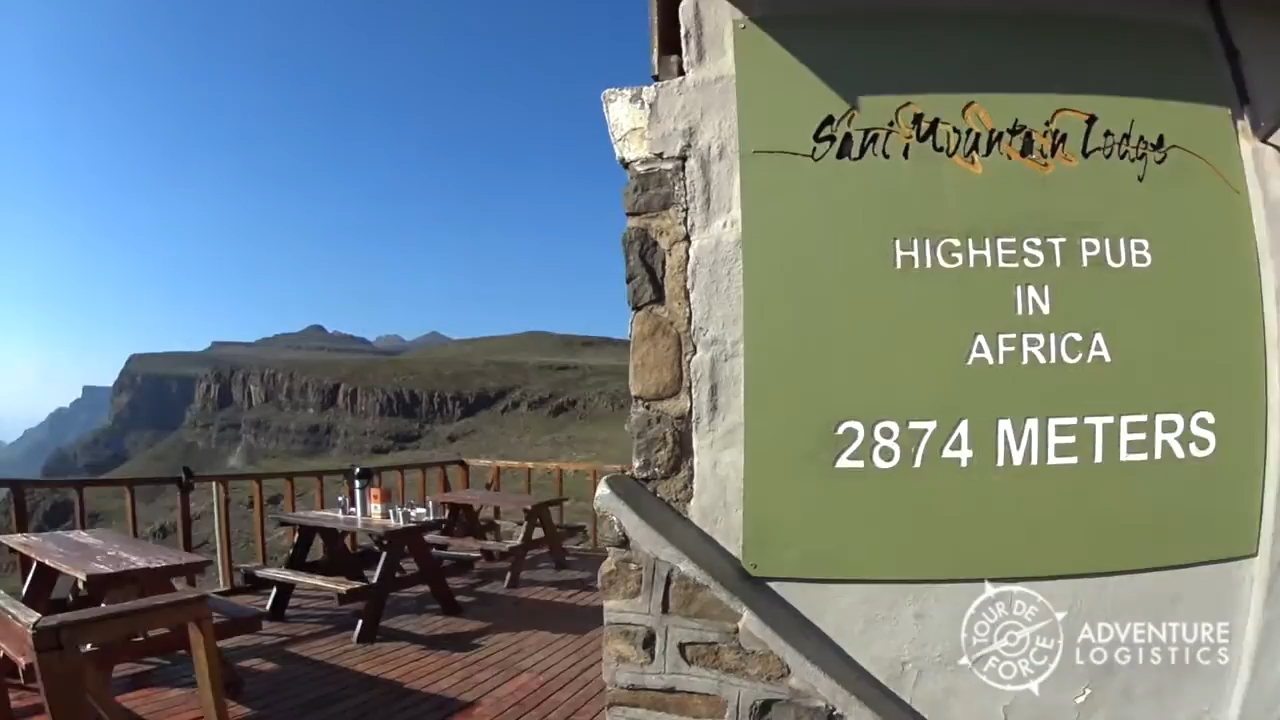 Sani Mountain Lodge
HIGHEST PUB
IN
AFRICA
2874 METERS
TOUR DE
FORCE
ADVENTURE
LOGISTICS